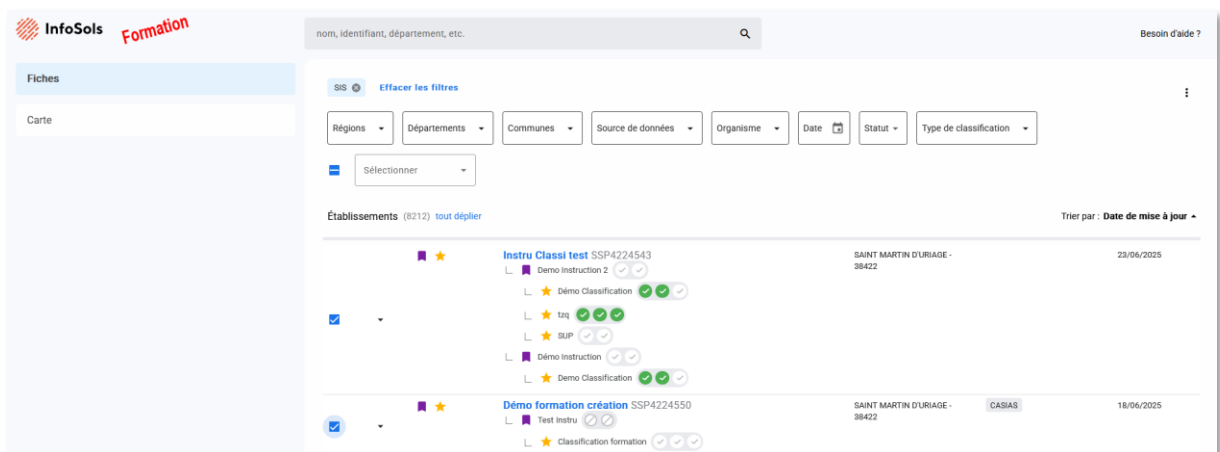 InfoSols Formation
nom, identifiant, département, etc.
Besoin d'aide ?
Fiches
Carte
SIS Effacer les filtres
Régions Départements Communes Source de données Organisme Date Statut Type de classification
Sélectionner
Établissements (8212) tout déplier
Trier par : Date de mise à jour
Instru Classi test SSP4224543 SAINT MARTIN D'URIAGE - 23/06/2025
38422
Demo Instruction 2
Démo Classification
tzq
SUP
Démo Instruction
Demo Classification
Démo formation création SSP4224550 SAINT MARTIN D'URIAGE - CASIAS 18/06/2025
38422
Test Instru
Classification formation